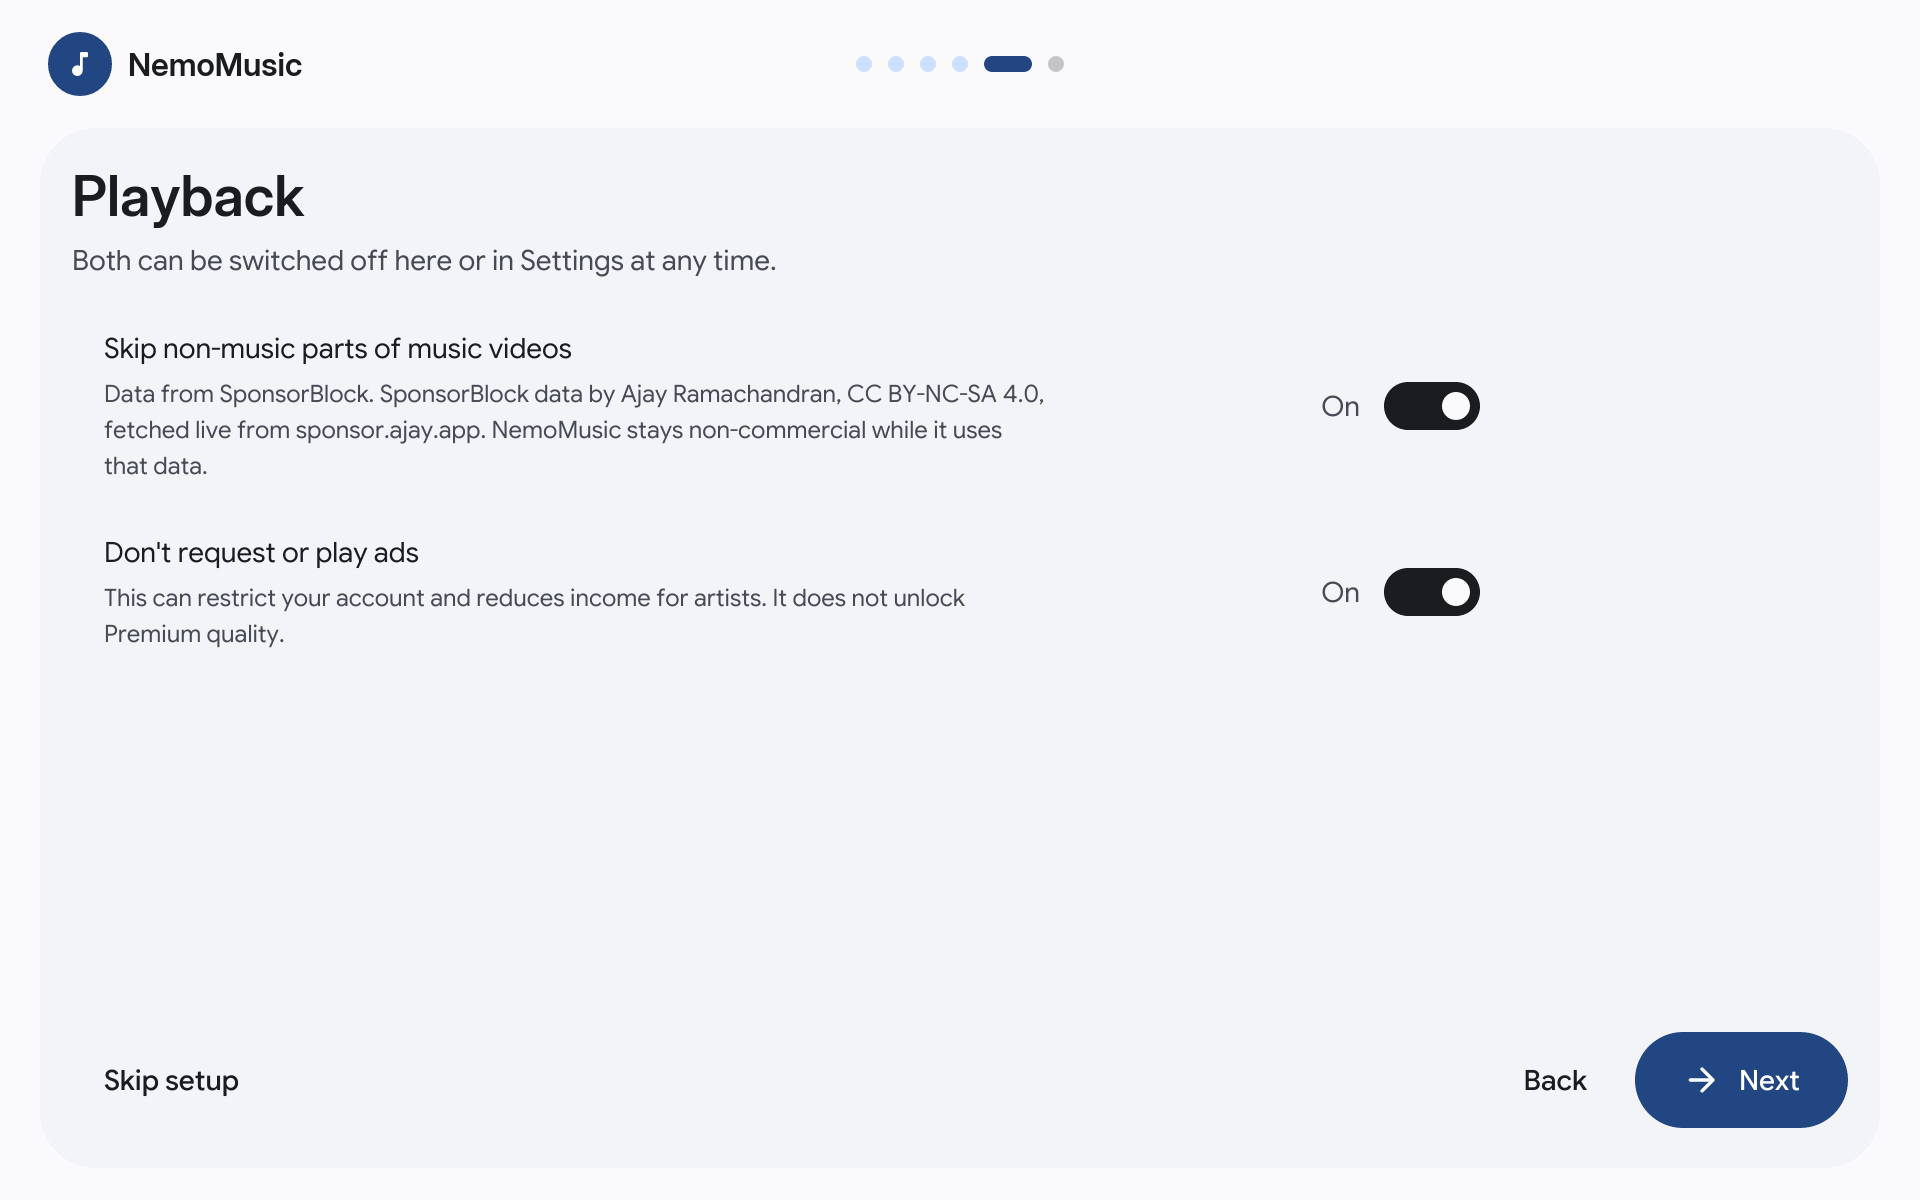 NemoMusic
Playback
Both can be switched off here or in Settings at any time.
Skip non-music parts of music videos
Data from SponsorBlock. SponsorBlock data by Ajay Ramachandran, CC BY-NC-SA 4.0,
fetched live from sponsor.ajay.app. NemoMusic stays non-commercial while it uses
that data.
On
Don't request or play ads
This can restrict your account and reduces income for artists. It does not unlock
Premium quality.
On
Skip setup
Back
Next